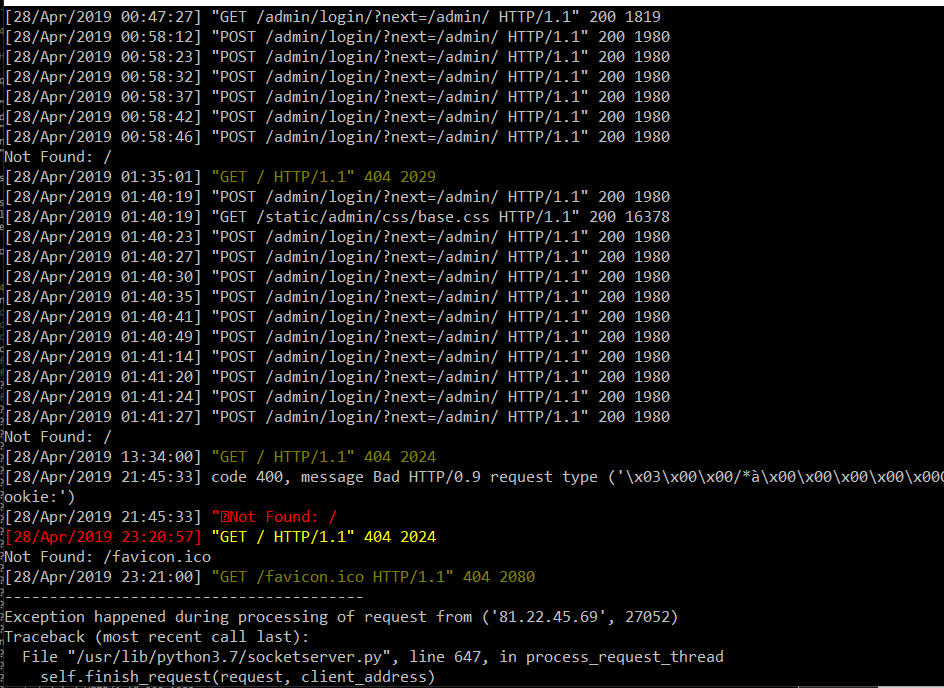 [28/Apr/2019 00:47:27] "GET /admin/login/?next=/admin/ HTTP/1.1" 200 1819
[28/Apr/2019 00:58:12] "POST /admin/login/?next=/admin/ HTTP/1.1" 200 1980
[28/Apr/2019 00:58:23] "POST /admin/login/?next=/admin/ HTTP/1.1" 200 1980
[28/Apr/2019 00:58:32] "POST /admin/login/?next=/admin/ HTTP/1.1" 200 1980
[28/Apr/2019 00:58:37] "POST /admin/login/?next=/admin/ HTTP/1.1" 200 1980
[28/Apr/2019 00:58:42] "POST /admin/login/?next=/admin/ HTTP/1.1" 200 1980
[28/Apr/2019 00:58:46] "POST /admin/login/?next=/admin/ HTTP/1.1" 200 1980
Not Found: /
[28/Apr/2019 01:35:01] "GET / HTTP/1.1" 404 2029
[28/Apr/2019 01:40:19] "POST /admin/login/?next=/admin/ HTTP/1.1" 200 1980
[28/Apr/2019 01:40:19] "GET /static/admin/css/base.css HTTP/1.1" 200 16378
[28/Apr/2019 01:40:23] "POST /admin/login/?next=/admin/ HTTP/1.1" 200 1980
[28/Apr/2019 01:40:27] "POST /admin/login/?next=/admin/ HTTP/1.1" 200 1980
[28/Apr/2019 01:40:30] "POST /admin/login/?next=/admin/ HTTP/1.1" 200 1980
[28/Apr/2019 01:40:35] "POST /admin/login/?next=/admin/ HTTP/1.1" 200 1980
[28/Apr/2019 01:40:41] "POST /admin/login/?next=/admin/ HTTP/1.1" 200 1980
[28/Apr/2019 01:40:49] "POST /admin/login/?next=/admin/ HTTP/1.1" 200 1980
[28/Apr/2019 01:41:14] "POST /admin/login/?next=/admin/ HTTP/1.1" 200 1980
[28/Apr/2019 01:41:20] "POST /admin/login/?next=/admin/ HTTP/1.1" 200 1980
[28/Apr/2019 01:41:24] "POST /admin/login/?next=/admin/ HTTP/1.1" 200 1980
[28/Apr/2019 01:41:27] "POST /admin/login/?next=/admin/ HTTP/1.1" 200 1980
Not Found: /
[28/Apr/2019 13:34:00] "GET / HTTP/1.1" 404 2024
[28/Apr/2019 21:45:33] code 400, message Bad HTTP/0.9 request type ('\x03\x00\x00/*à\x00\x00\x00\x00\x00
ookie:')
[28/Apr/2019 21:45:33] "Not Found: /
[28/Apr/2019 23:20:57] "GET / HTTP/1.1" 404 2024
Not Found: /favicon.ico
[28/Apr/2019 23:21:00] "GET /favicon.ico HTTP/1.1" 404 2080
----------------------------------------
Exception happened during processing of request from ('81.22.45.69', 27052)
Traceback (most recent call last):
  File "/usr/lib/python3.7/socketserver.py", line 647, in process_request_thread
    self.finish_request(request, client_address)